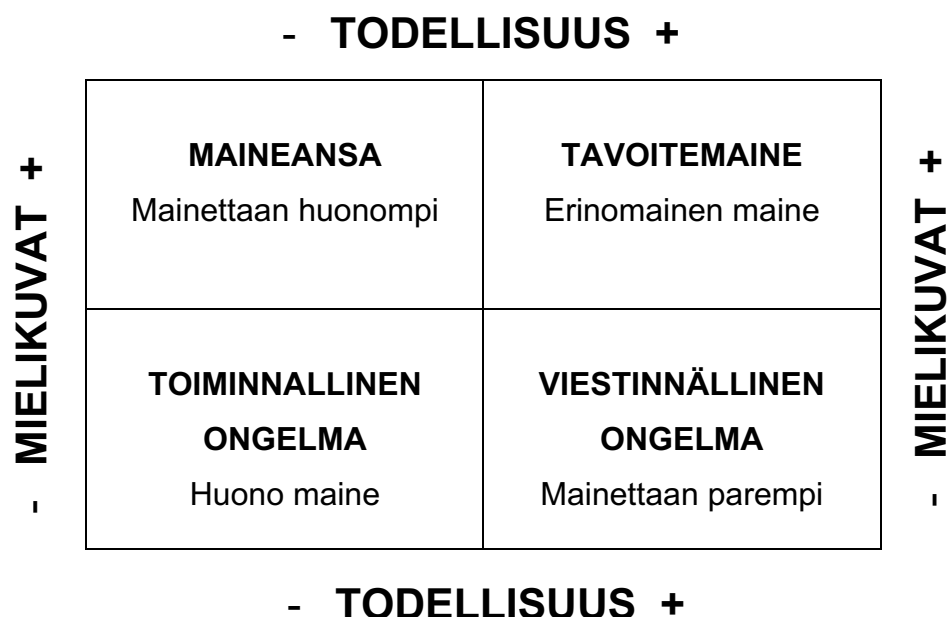 - TODELLISUUS +
- MIELIKUVAT +
MAINEANSA
Mainettaan huonompi
TAVOITEMAINE
Erinomainen maine
TOIMINNALLINEN
ONGELMA
Huono maine
VIESTINNÄLLINEN
ONGELMA
Mainettaan parempi
- MIELIKUVAT +
- TODELLISUUS +